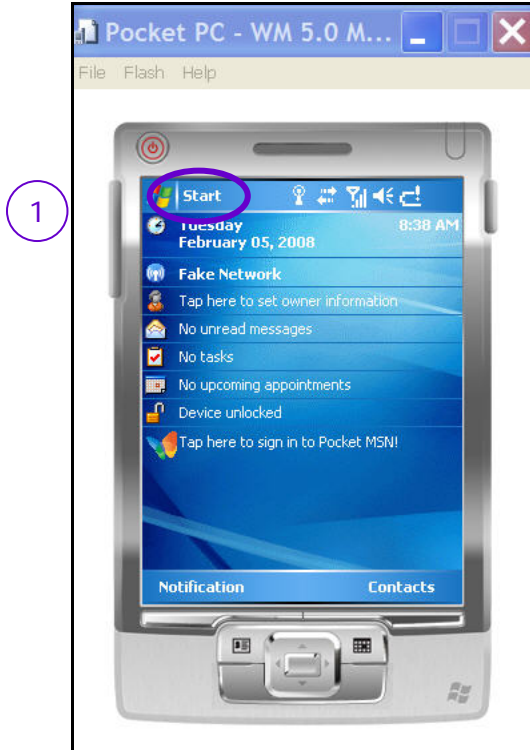 Pocket PC - WM 5.0 M...
File Flash Help
1
Start
Tuesday 8:38 AM
February 05, 2008
Fake Network
Tap here to set owner information
No unread messages
No tasks
No upcoming appointments
Device unlocked
Tap here to sign in to Pocket MSN!
Notification Contacts